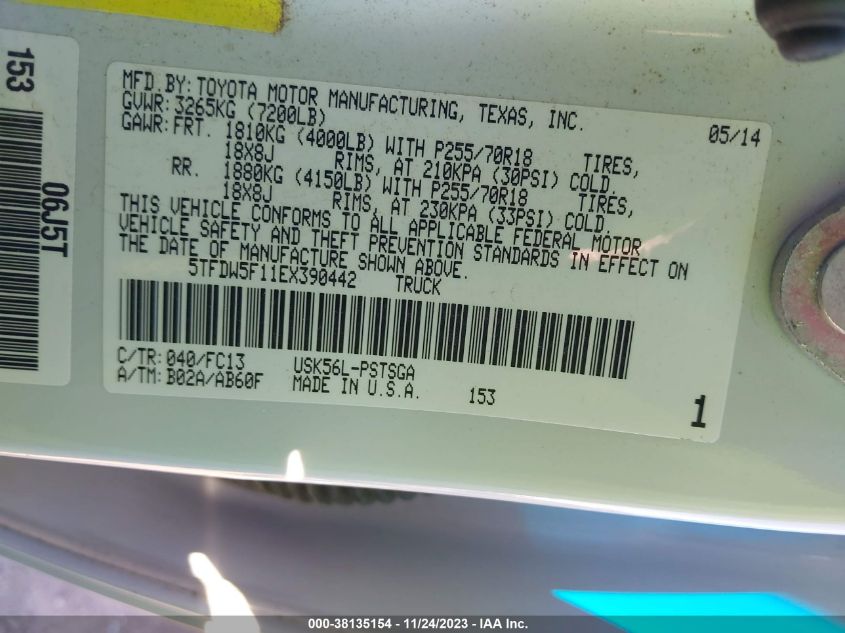 153
06J5T
MFD.BY: TOYOTA MOTOR MANUFACTURING, TEXAS, INC. 05/14
GVWR: 3265KG (7200LB)
GAWR: FRT. 1810KG (4000LB) WITH P255/70R18 TIRES,
18X8J RIMS, AT 210KPA (30PSI) COLD.
RR. 1880KG (4150LB) WITH P255/70R18 TIRES,
18X8J RIMS, AT 230KPA (33PSI) COLD.
THIS VEHICLE CONFORMS TO ALL APPLICABLE FEDERAL MOTOR
VEHICLE SAFETY AND THEFT PREVENTION STANDARDS IN EFFECT ON
THE DATE OF MANUFACTURE SHOWN ABOVE.
5TFDW5F11EX390442 TRUCK
C/TR: 040/FC13 USK56L-PSTSGA
A/TM: B02A/AB60F MADE IN U.S.A. 153 1
000-38135154 - 11/24/2023 - IAA Inc.